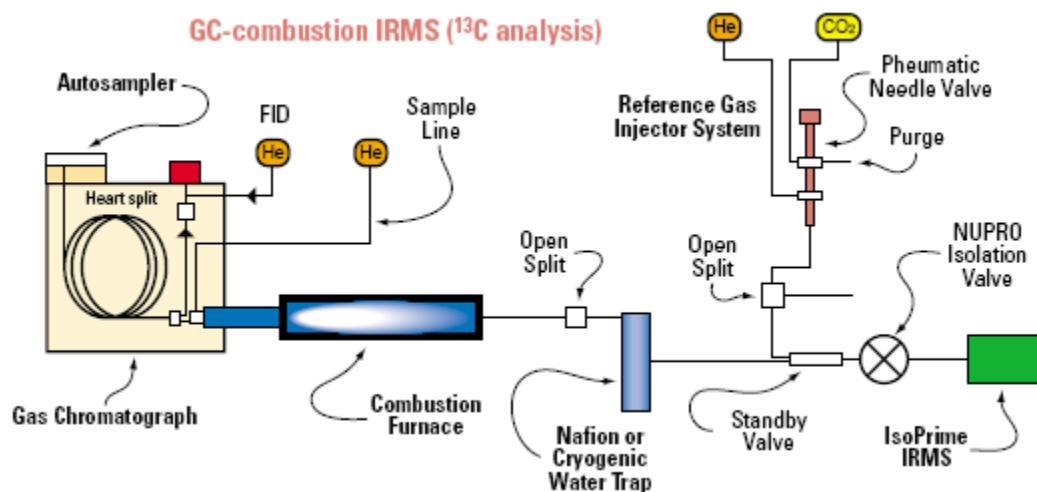 GC-combustion IRMS (¹³C analysis)
He
CO₂
Autosampler
FID
Sample
Line
He
He
Reference Gas
Injector System
Pheumatic
Needle Valve
Purge
Heart split
Open
Split
Open
Split
NUPRO
Isolation
Valve
Gas Chromatograph
Combustion
Furnace
Nafion or
Cryogenic
Water Trap
Standby
Valve
IsoPrime
IRMS